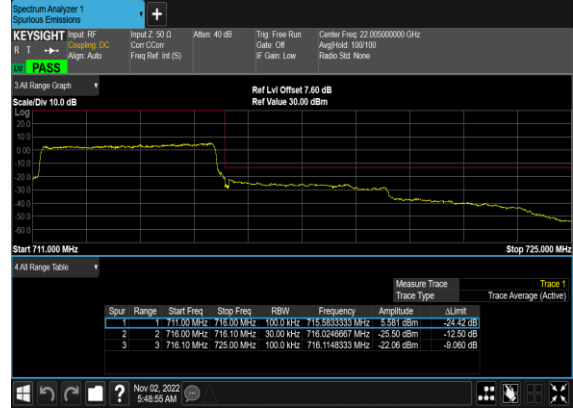 Spectrum Analyzer 1
Spurious Emissions
KEYSIGHT Input: RF Input Z: 50 Ω Atten: 40 dB Trig: Free Run Center Freq: 22.005000000 GHz
R T Coupling: DC Corr CCorr Gate: Off Avg|Hold: 100/100
Align: Auto Freq Ref: Int (S) IF Gain: Low Radio Std: None
PASS
3 All Range Graph Ref Lvl Offset 7.60 dB
Scale/Div 10.0 dB Ref Value 30.00 dBm
Log
20.0
10.0
0.00
-10.0
-20.0
-30.0
-40.0
-50.0
Start 711.000 MHz Stop 725.000 MHz
4 All Range Table
Measure Trace Trace 1
Trace Type Trace Average (Active)
Spur Range Start Freq Stop Freq RBW Frequency Amplitude ΔLimit
1 1 711.00 MHz 716.00 MHz 100.0 kHz 715.5833333 MHz 5.581 dBm -24.42 dB
2 2 716.00 MHz 716.10 MHz 30.00 kHz 716.0246667 MHz -25.50 dBm -12.50 dB
3 3 716.10 MHz 725.00 MHz 100.0 kHz 716.1148333 MHz -22.06 dBm -9.060 dB
? Nov 02, 2022
5:48:55 AM